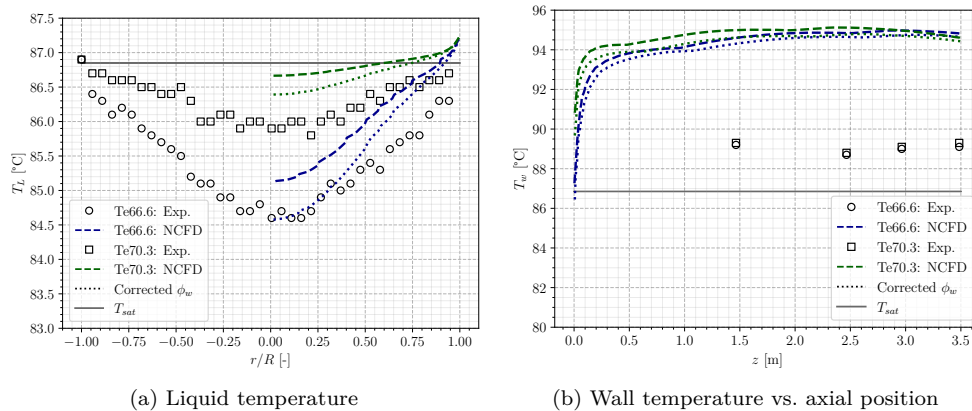 87.5
87.0
86.5
86.0
85.5
85.0
84.5
84.0
83.5
83.0
T_L [°C]
Te66.6: Exp.
Te66.6: NCFD
Te70.3: Exp.
Te70.3: NCFD
Corrected ϕ_w
T_sat
−1.00 −0.75 −0.50 −0.25 0.00 0.25 0.50 0.75 1.00
r/R [-]
(a) Liquid temperature
96
94
92
90
88
86
84
82
80
T_w [°C]
Te66.6: Exp.
Te66.6: NCFD
Te70.3: Exp.
Te70.3: NCFD
Corrected ϕ_w
T_sat
0.0 0.5 1.0 1.5 2.0 2.5 3.0 3.5
z [m]
(b) Wall temperature vs. axial position